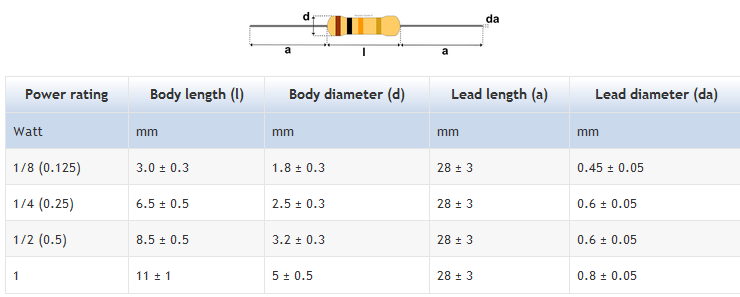 d
da
a
l
a
Power rating Body length (l) Body diameter (d) Lead length (a) Lead diameter (da)
Watt mm mm mm mm
1/8 (0.125) 3.0 ± 0.3 1.8 ± 0.3 28 ± 3 0.45 ± 0.05
1/4 (0.25) 6.5 ± 0.5 2.5 ± 0.3 28 ± 3 0.6 ± 0.05
1/2 (0.5) 8.5 ± 0.5 3.2 ± 0.3 28 ± 3 0.6 ± 0.05
1 11 ± 1 5 ± 0.5 28 ± 3 0.8 ± 0.05